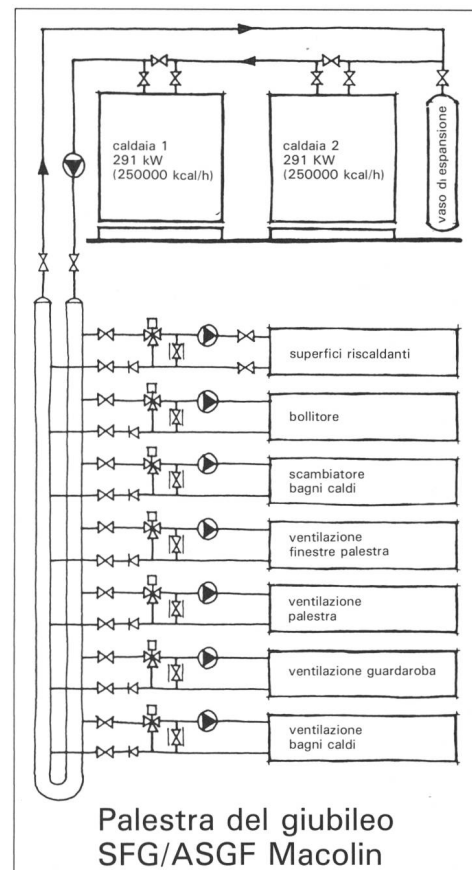 caldaia 1
291 kW
(250000 kcal/h)
caldaia 2
291 KW
(250000 kcal/h)
vaso di espansione
superfici riscaldanti
bollitore
scambiatore
bagni caldi
ventilazione
finestre palestra
ventilazione
palestra
ventilazione guardaroba
ventilazione
bagni caldi
Palestra del giubileo
SFG/ASGF Macolin